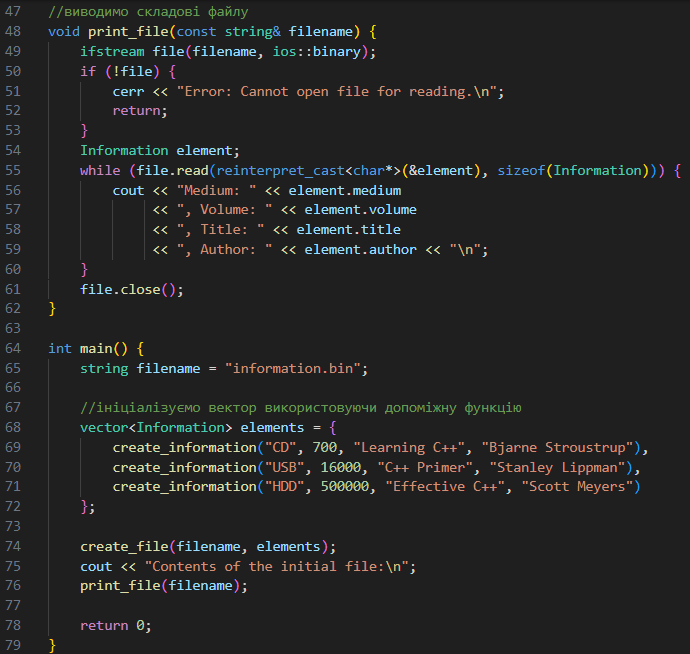 47 //виводимо складові файлу
48 void print_file(const string& filename) {
49     ifstream file(filename, ios::binary);
50     if (!file) {
51         cerr << "Error: Cannot open file for reading.\n";
52         return;
53     }
54     Information element;
55     while (file.read(reinterpret_cast<char*>(&element), sizeof(Information))) {
56         cout << "Medium: " << element.medium
57              << ", Volume: " << element.volume
58              << ", Title: " << element.title
59              << ", Author: " << element.author << "\n";
60     }
61     file.close();
62 }
63
64 int main() {
65     string filename = "information.bin";
66
67     //ініціалізуємо вектор використовуючи допоміжну функцію
68     vector<Information> elements = {
69         create_information("CD", 700, "Learning C++", "Bjarne Stroustrup"),
70         create_information("USB", 16000, "C++ Primer", "Stanley Lippman"),
71         create_information("HDD", 500000, "Effective C++", "Scott Meyers")
72     };
73
74     create_file(filename, elements);
75     cout << "Contents of the initial file:\n";
76     print_file(filename);
77
78     return 0;
79 }